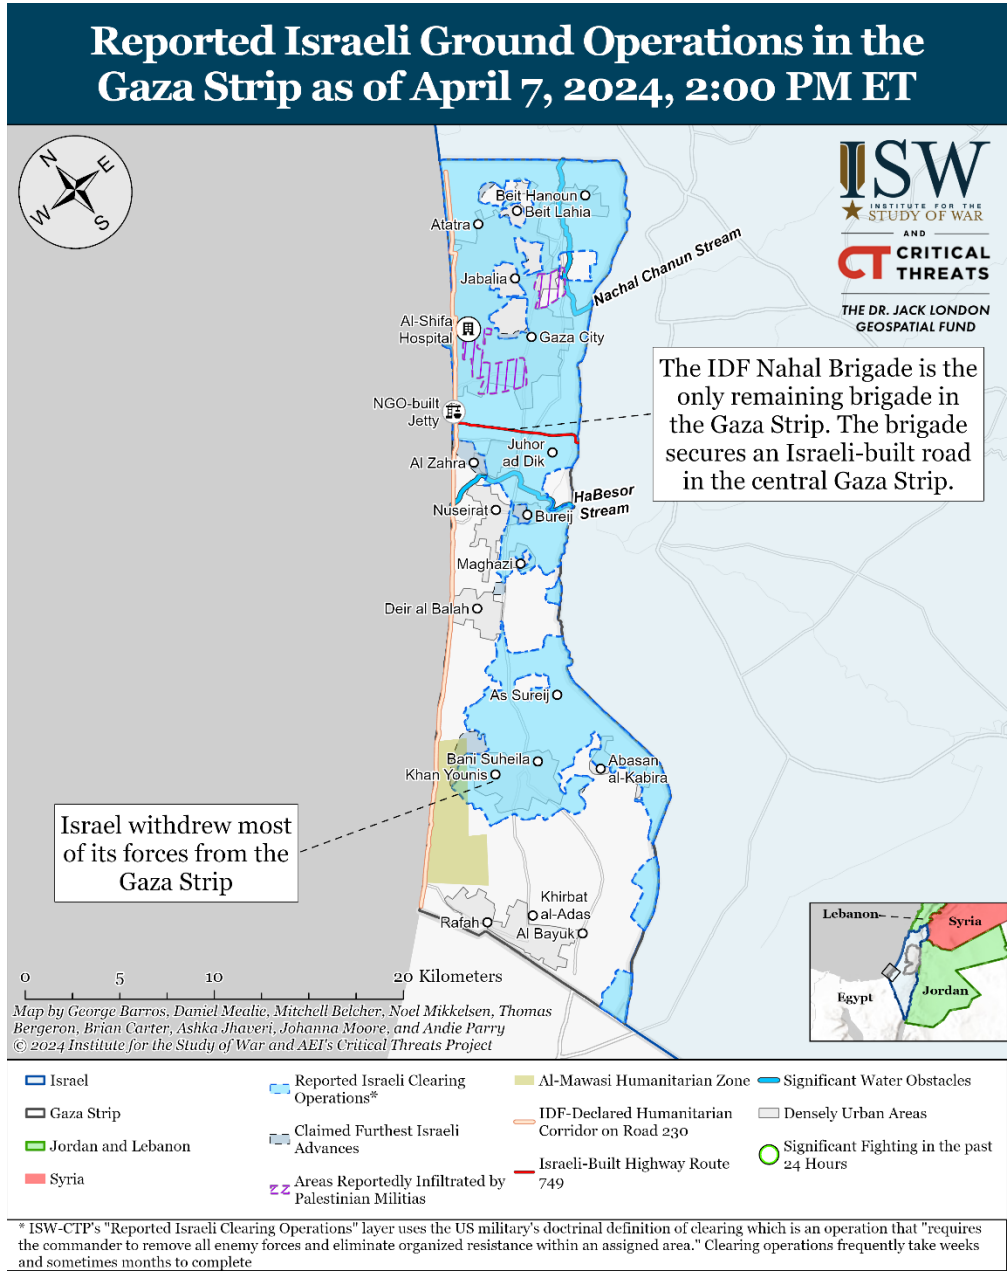 Reported Israeli Ground Operations in the
Gaza Strip as of April 7, 2024, 2:00 PM ET
N
E
W
S
ISW
INSTITUTE FOR THE
STUDY OF WAR
AND
CT CRITICAL
THREATS
THE DR. JACK LONDON
GEOSPATIAL FUND
Beit Hanoun
Beit Lahia
Atatra
Nachal Chanun Stream
Jabalia
Al-Shifa
Hospital
Gaza City
The IDF Nahal Brigade is the
only remaining brigade in
the Gaza Strip. The brigade
secures an Israeli-built road
in the central Gaza Strip.
NGO-built
Jetty
Juhor
ad Dik
Al Zahra
HaBesor
Stream
Nuseirat
Bureij
Maghazi
Deir al Balah
As Sureij
Bani Suheila
Khan Younis
Abasan
al-Kabira
Israel withdrew most
of its forces from the
Gaza Strip
Khirbat
al-Adas
Rafah
Al Bayuk
Lebanon
Syria
Egypt
Jordan
0 5 10 20 Kilometers
Map by George Barros, Daniel Mealie, Mitchell Belcher, Noel Mikkelsen, Thomas
Bergeron, Brian Carter, Ashka Jhaveri, Johanna Moore, and Andie Parry
© 2024 Institute for the Study of War and AEI's Critical Threats Project
Israel
Gaza Strip
Jordan and Lebanon
Syria
Reported Israeli Clearing
Operations*
Claimed Furthest Israeli
Advances
Areas Reportedly Infiltrated by
Palestinian Militias
Al-Mawasi Humanitarian Zone
IDF-Declared Humanitarian
Corridor on Road 230
Israeli-Built Highway Route
749
Significant Water Obstacles
Densely Urban Areas
Significant Fighting in the past
24 Hours
* ISW-CTP's "Reported Israeli Clearing Operations" layer uses the US military's doctrinal definition of clearing which is an operation that "requires
the commander to remove all enemy forces and eliminate organized resistance within an assigned area." Clearing operations frequently take weeks
and sometimes months to complete